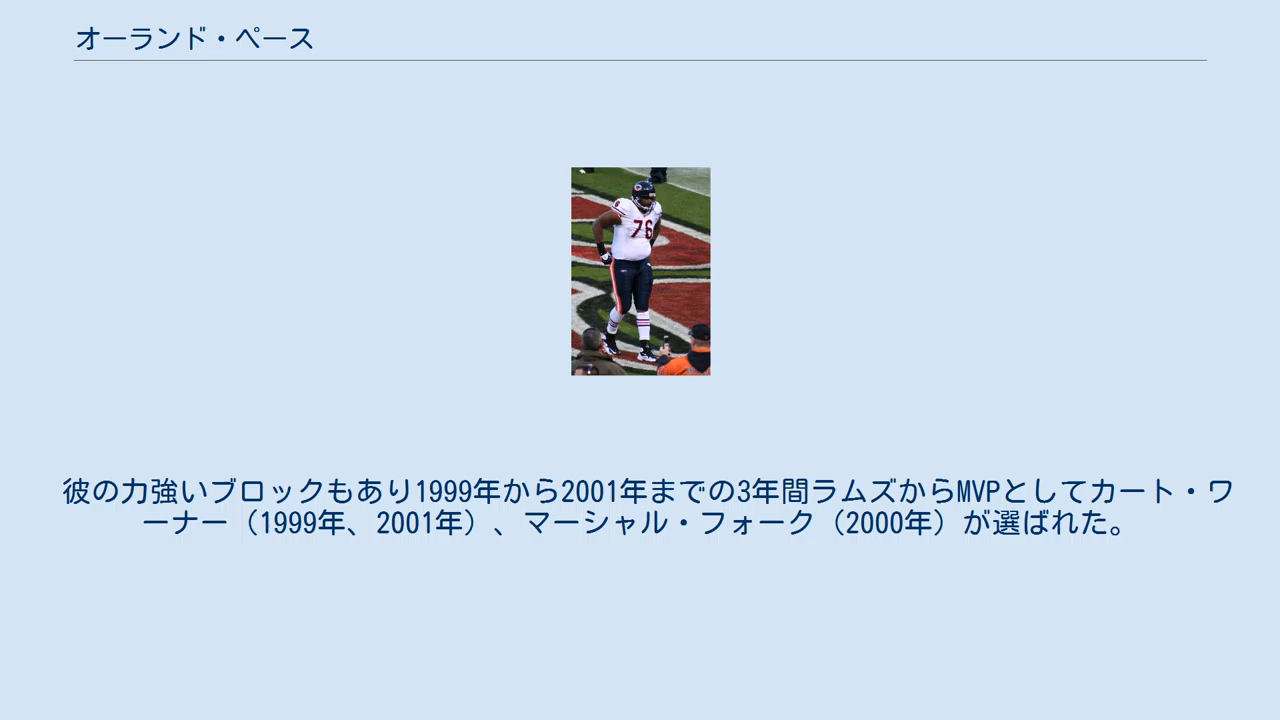 オーランド・ペース
76
彼の力強いブロックもあり1999年から2001年までの3年間ラムズからMVPとしてカート・ワ
ーナー（1999年、2001年）、マーシャル・フォーク（2000年）が選ばれた。